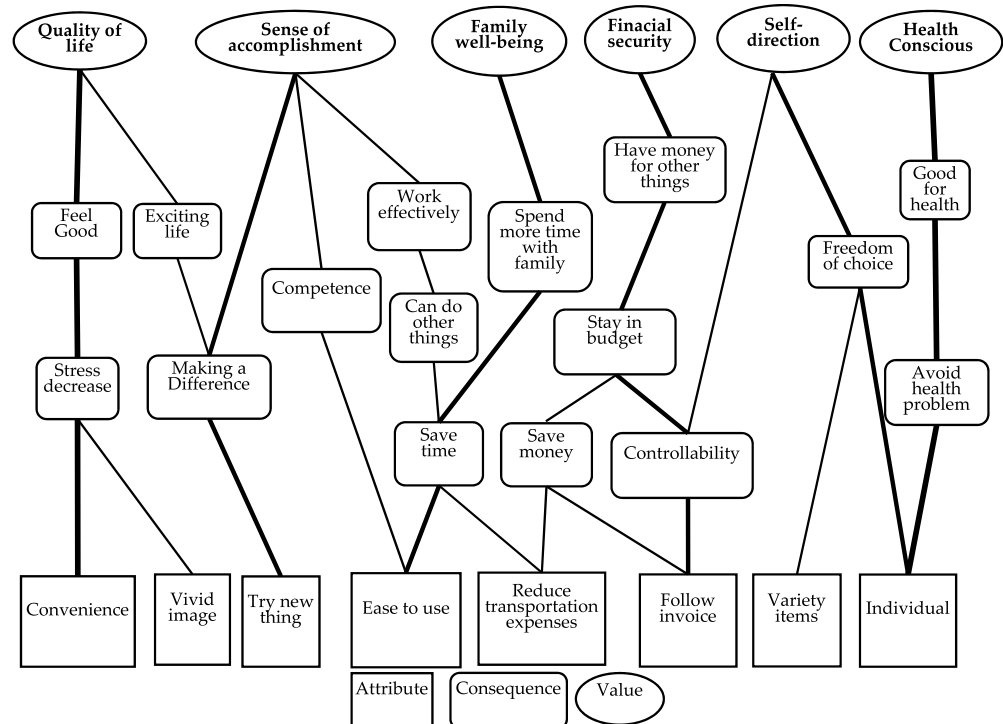 Quality of
life
Sense of
accomplishment
Family
well-being
Finacial
security
Self-
direction
Health
Conscious
Have money
for other
things
Good
for
health
Work
effectively
Feel
Good
Exciting
life
Spend
more time
with
family
Freedom
of choice
Competence
Can do
other
things
Stay in
budget
Stress
decrease
Making a
Difference
Avoid
health
problem
Save
time
Save
money
Controllability
Convenience
Vivid
image
Try new
thing
Ease to use
Reduce
transportation
expenses
Follow
invoice
Variety
items
Individual
Attribute
Consequence
Value